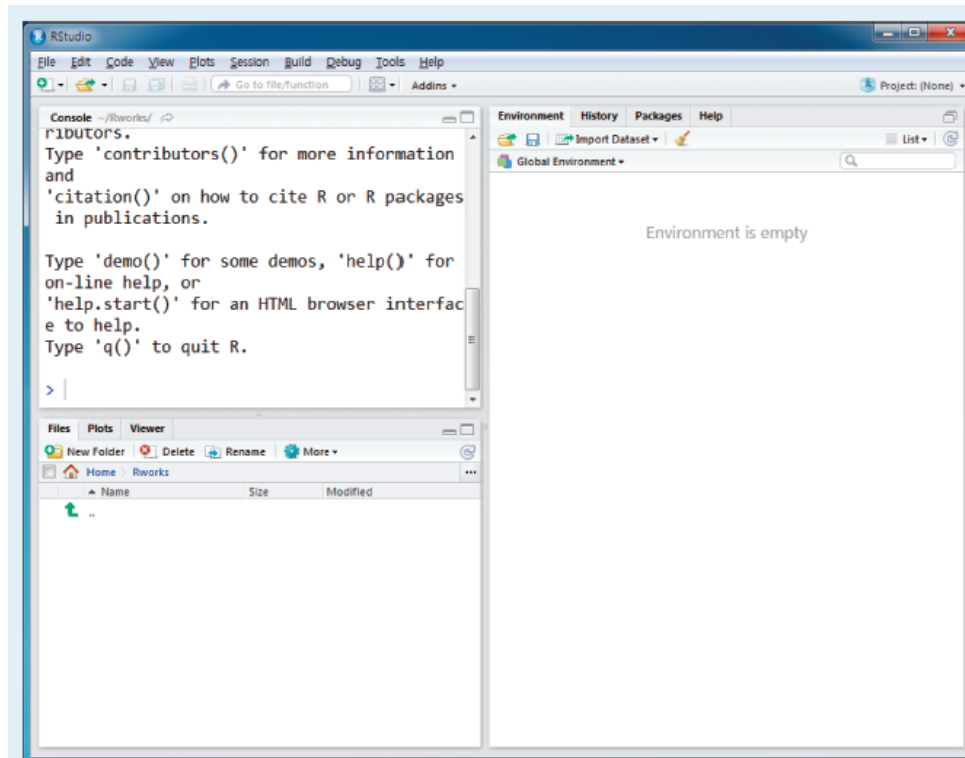 RStudio
File Edit Code View Plots Session Build Debug Tools Help
Go to file/function Addins Project: (None)
Console ~/Rworks/
ributors.
Type 'contributors()' for more information
and
'citation()' on how to cite R or R packages
in publications.
Type 'demo()' for some demos, 'help()' for
on-line help, or
'help.start()' for an HTML browser interfac
e to help.
Type 'q()' to quit R.
>
Files Plots Viewer
New Folder Delete Rename More
Home Rworks
Name Size Modified
..
Environment History Packages Help
Import Dataset List
Global Environment
Environment is empty